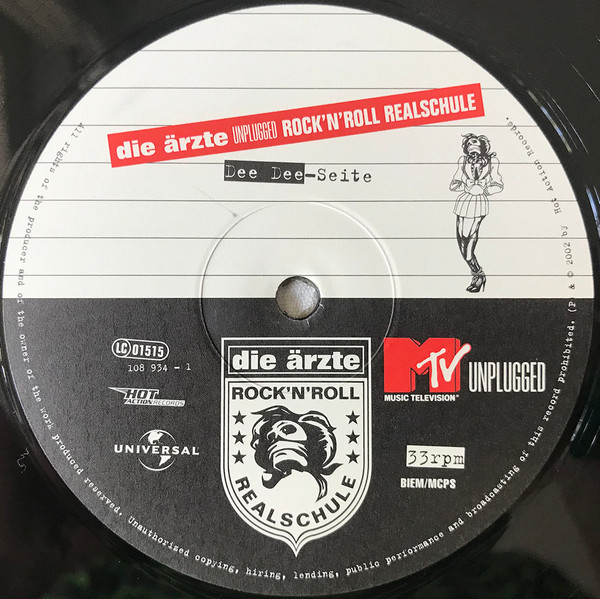 die ärzte UNPLUGGED ROCK'N'ROLL REALSCHULE
Dee Dee-Seite
LC 01515
108 934 - 1
HOT
ACTION RECORDS
UNIVERSAL
die ärzte
ROCK'N'ROLL
REALSCHULE
MTV
MUSIC TELEVISION®
UNPLUGGED
33rpm
BIEM/MCPS
(P) & © 2002 by Hot Action Records.
All rights of the producer and of the owner of the work produced reserved. Unauthorized copying, hiring, lending, public performance and broadcasting of this record prohibited.